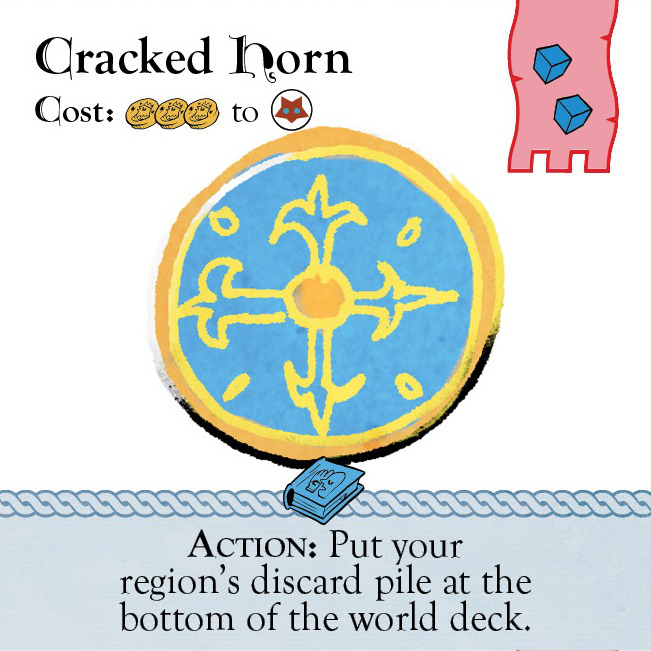 Cracked Horn
Cost: to
ACTION: Put your
region's discard pile at the
bottom of the world deck.